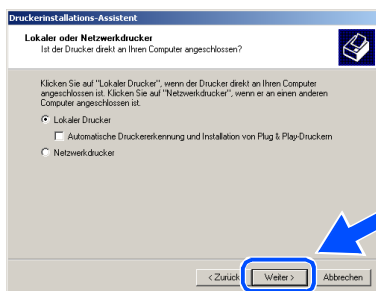 Druckerinstallations-Assistent
Lokaler oder Netzwerkdrucker
Ist der Drucker direkt an Ihren Computer angeschlossen?
Klicken Sie auf "Lokaler Drucker", wenn der Drucker direkt an Ihren Computer
angeschlossen ist. Klicken Sie auf "Netzwerkdrucker", wenn er an einen anderen
Computer angeschlossen ist.
Lokaler Drucker
Automatische Druckererkennung und Installation von Plug & Play-Druckern
Netzwerkdrucker
< Zurück Weiter > Abbrechen